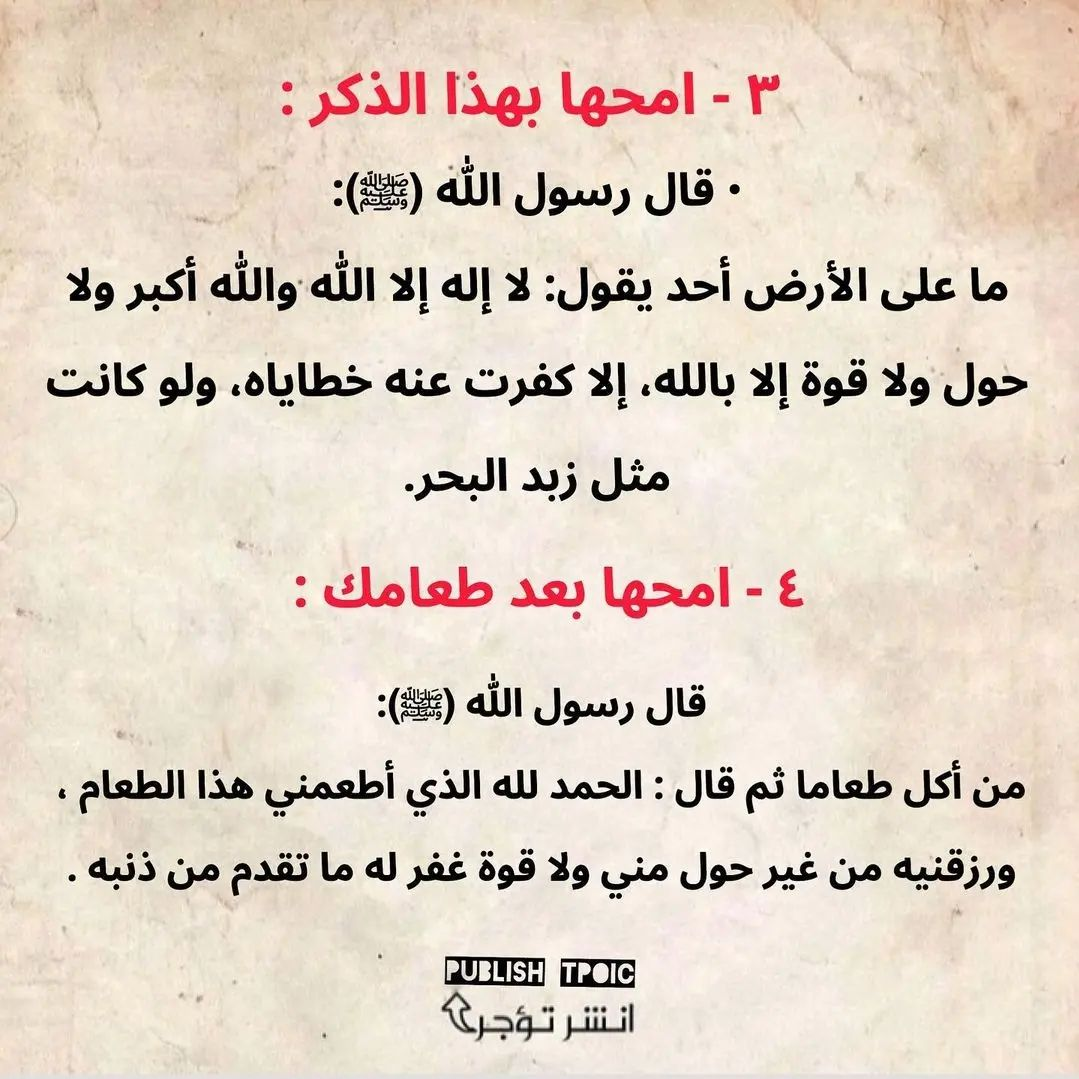 ٣ - امحها بهذا الذكر :
• قال رسول الله (ﷺ):
ما على الأرض أحد يقول: لا إله إلا الله والله أكبر ولا
حول ولا قوة إلا بالله، إلا كفرت عنه خطاياه، ولو كانت
مثل زبد البحر.
٤ - امحها بعد طعامك :
قال رسول الله (ﷺ):
من أكل طعاما ثم قال : الحمد لله الذي أطعمني هذا الطعام ،
ورزقنيه من غير حول مني ولا قوة غفر له ما تقدم من ذنبه .
PUBLISH TPOIC
انشر تؤجر